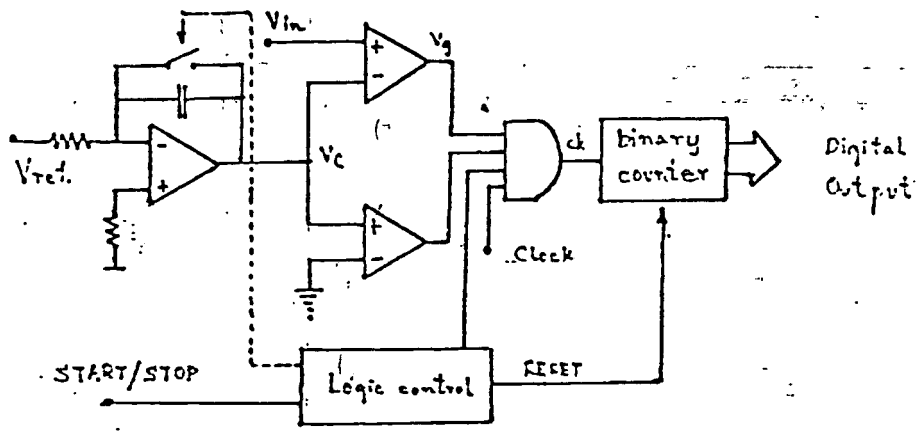 Vin
Vg
+
-
Vref.
-
+
Vc
ck
binary
counter
Digital
Output
+
-
Clock
START/STOP
Logic control
RESET